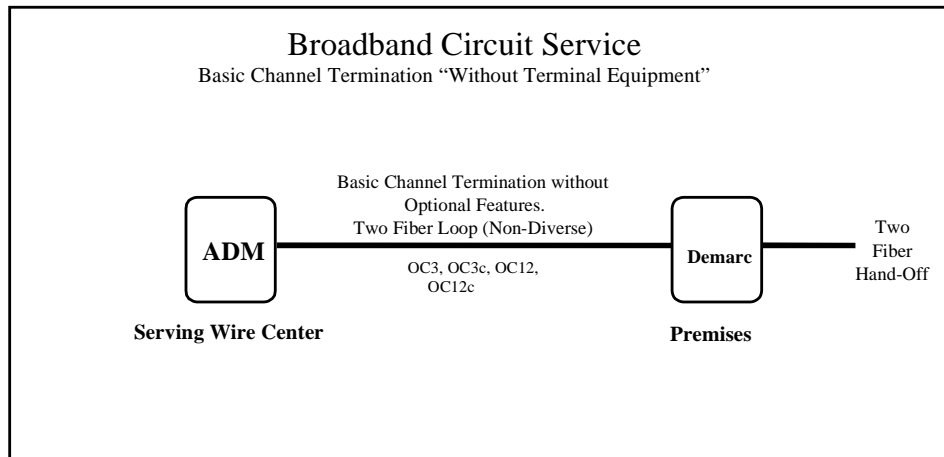 Broadband Circuit Service
Basic Channel Termination “Without Terminal Equipment”
Basic Channel Termination without
Optional Features.
Two Fiber Loop (Non-Diverse)
ADM
Demarc
Two
Fiber
Hand-Off
OC3, OC3c, OC12,
OC12c
Serving Wire Center
Premises